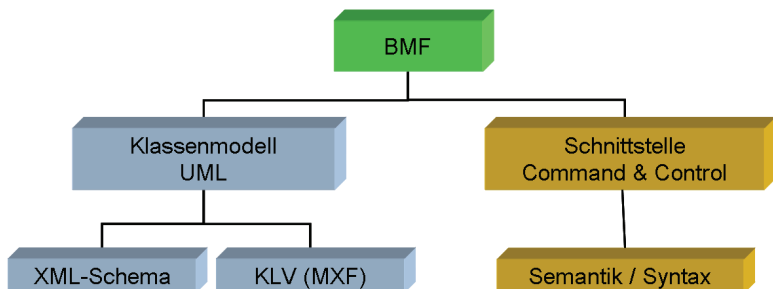 BMF
Klassenmodell
UML
Schnittstelle
Command & Control
XML-Schema
KLV (MXF)
Semantik / Syntax